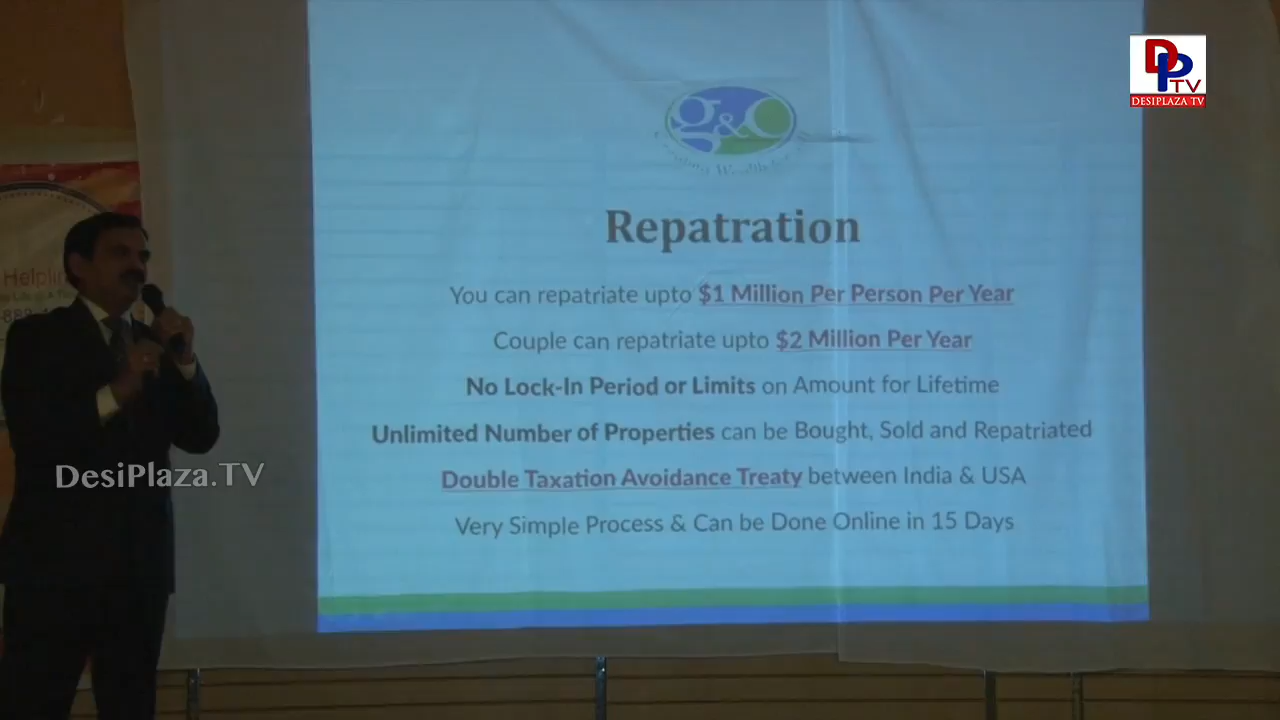 DPTV
DESIPLAZA TV
g&C
Repatration
You can repatriate upto $1 Million Per Person Per Year
Couple can repatriate upto $2 Million Per Year
No Lock-In Period or Limits on Amount for Lifetime
Unlimited Number of Properties can be Bought, Sold and Repatriated
Double Taxation Avoidance Treaty between India & USA
Very Simple Process & Can be Done Online in 15 Days
DesiPlaza.TV